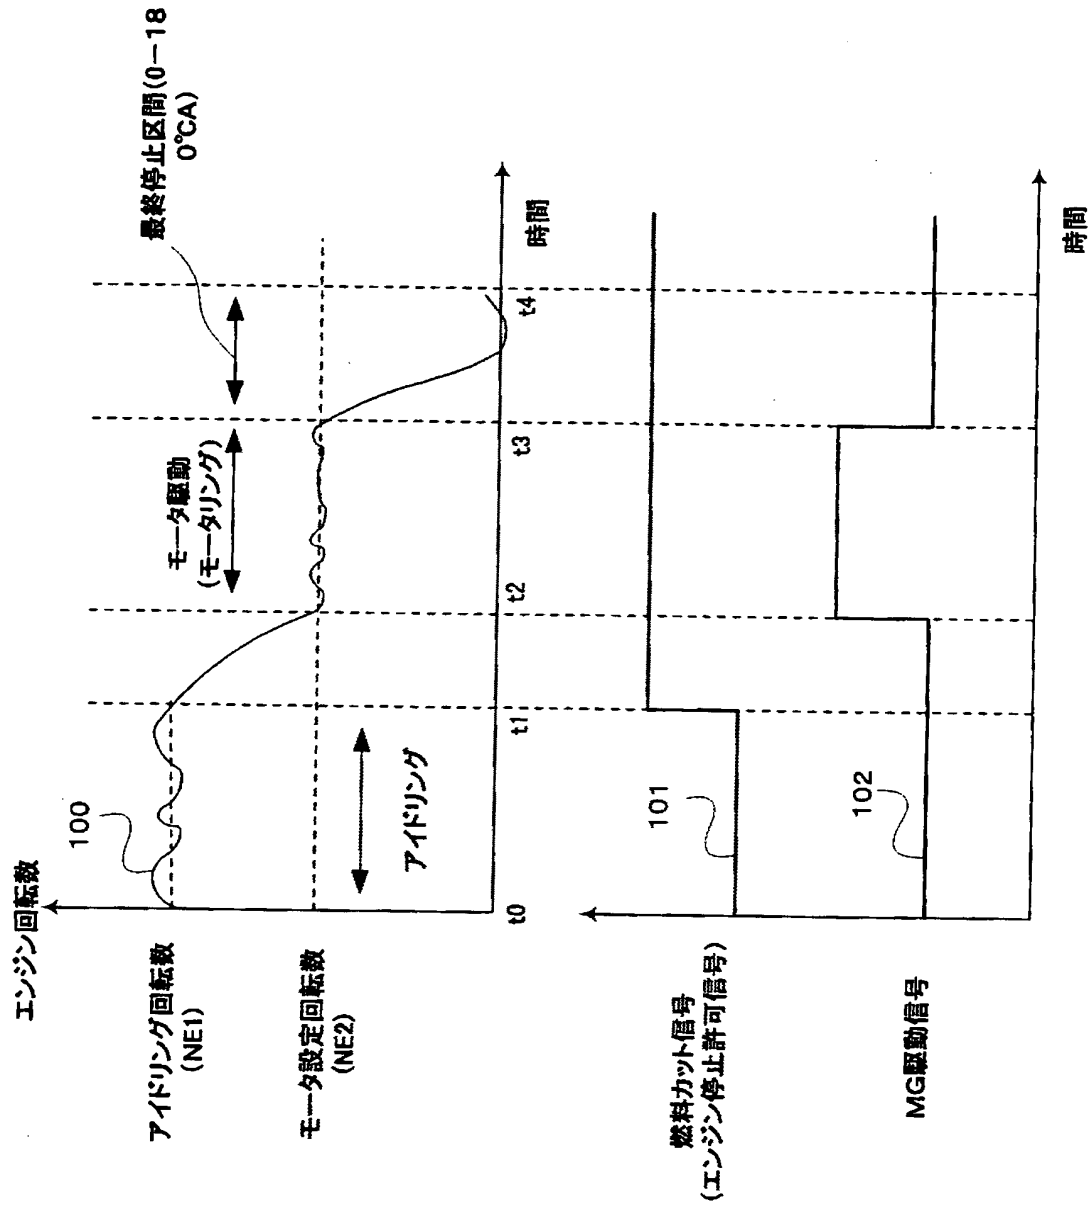 エンジン回転数
アイドリング回転数
(NE1)
モータ設定回転数
(NE2)
100
アイドリング
モータ駆動
(モータリング)
最終停止区間(0−18
0℃A)
t0
t1
t2
t3
t4
時間
燃料カット信号
(エンジン停止許可信号)
101
MG駆動信号
102
時間